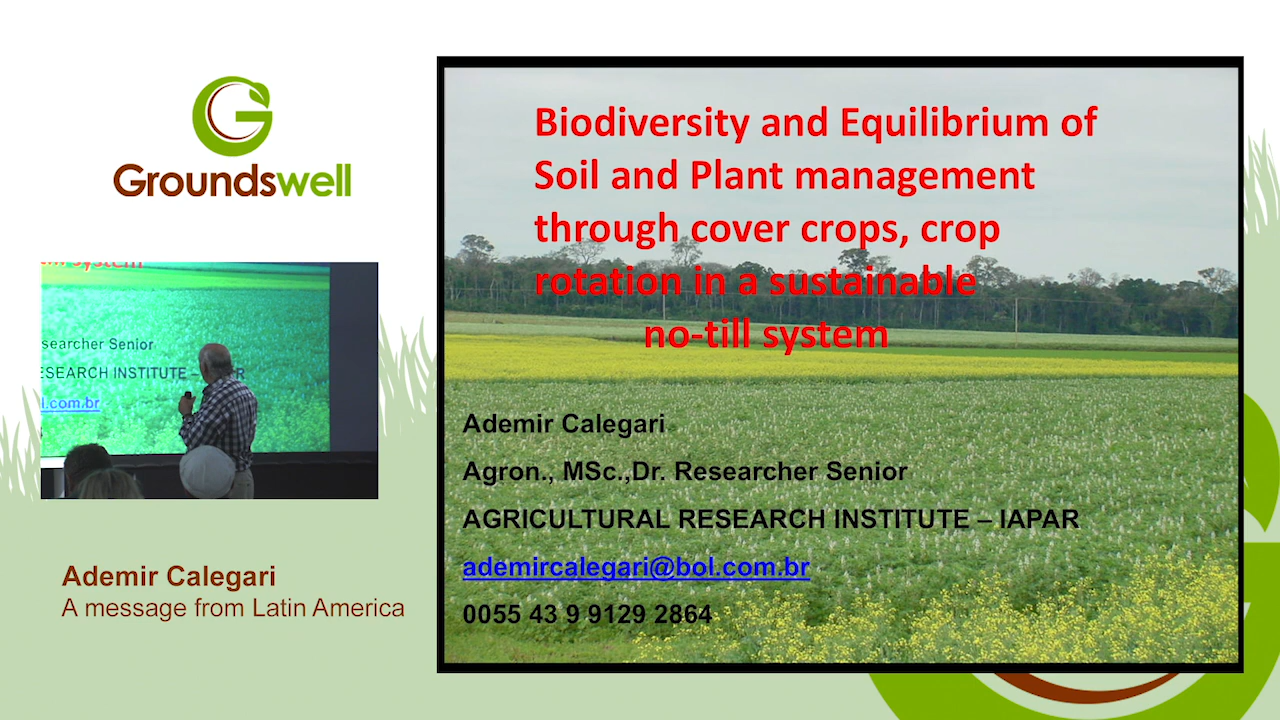 Groundswell
Biodiversity and Equilibrium of
Soil and Plant management
through cover crops, crop
rotation in a sustainable
no-till system
Ademir Calegari
Agron., MSc.,Dr. Researcher Senior
AGRICULTURAL RESEARCH INSTITUTE – IAPAR
ademircalegari@bol.com.br
0055 43 9 9129 2864
system
searcher Senior
ESEARCH INSTITUTE –
l.com.br
Ademir Calegari
A message from Latin America